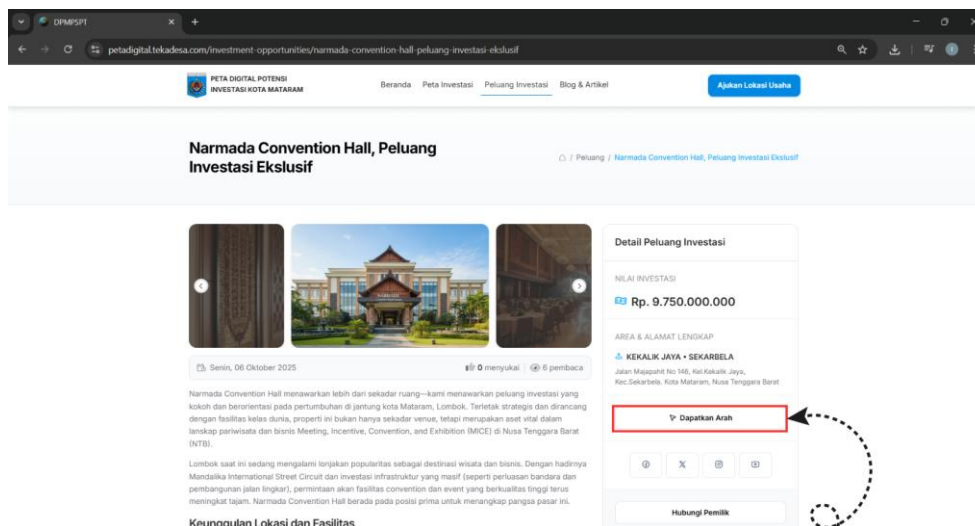 DPMPSPT
petadigital.tekadesa.com/investment-opportunities/narmada-convention-hall-peluang-investasi-ekslusif
PETA DIGITAL POTENSI
INVESTASI KOTA MATARAM
Beranda Peta Investasi Peluang Investasi Blog & Artikel
Ajukan Lokasi Usaha
Narmada Convention Hall, Peluang
Investasi Ekslusif
/ Peluang / Narmada Convention Hall, Peluang Investasi Ekslusif
Senin, 06 Oktober 2025 0 menyukai 6 pembaca
Narmada Convention Hall menawarkan lebih dari sekadar ruang—kami menawarkan peluang investasi yang
kokoh dan berorientasi pada pertumbuhan di jantung kota Mataram, Lombok. Terletak strategis dan dirancang
dengan fasilitas kelas dunia, properti ini bukan hanya sekadar venue, tetapi merupakan aset vital dalam
lanskap pariwisata dan bisnis Meeting, Incentive, Convention, and Exhibition (MICE) di Nusa Tenggara Barat
(NTB).
Lombok saat ini sedang mengalami lonjakan popularitas sebagai destinasi wisata dan bisnis. Dengan hadirnya
Mandalika International Street Circuit dan investasi infrastruktur yang masif (seperti perluasan bandara dan
pembangunan jalan lingkar), permintaan akan fasilitas convention dan event yang berkualitas tinggi terus
meningkat tajam. Narmada Convention Hall berada pada posisi prima untuk menangkap pangsa pasar ini.
Keunggulan Lokasi dan Fasilitas
Detail Peluang Investasi
NILAI INVESTASI
Rp. 9.750.000.000
AREA & ALAMAT LENGKAP
KEKALIK JAYA • SEKARBELA
Jalan Majapahit No 146, Kel.Kekalik Jaya,
Kec.Sekarbela. Kota Mataram, Nusa Tenggara Barat
Dapatkan Arah
Hubungi Pemilik